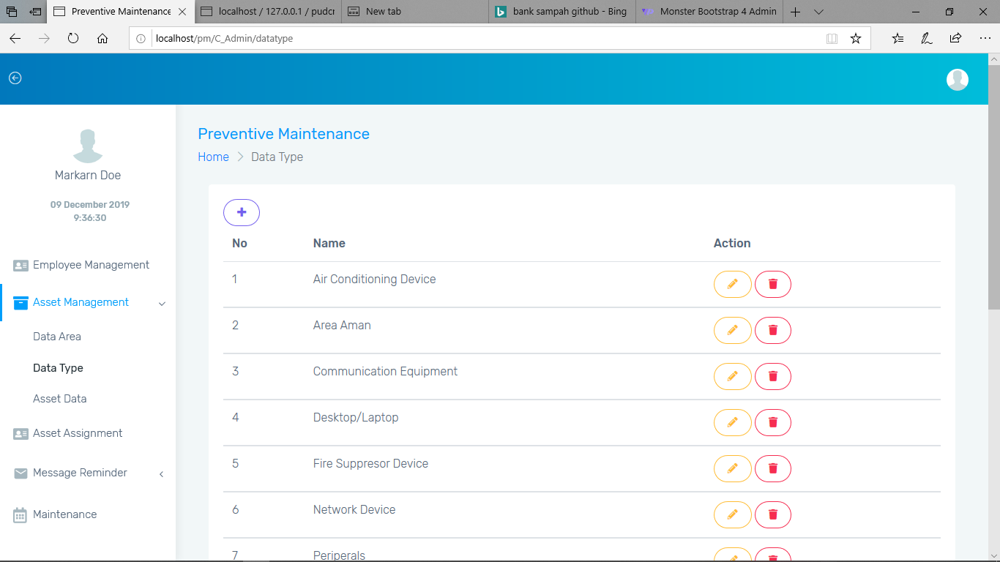 Preventive Maintenance
localhost / 127.0.0.1 / pudcr
New tab
bank sampah github - Bing
Monster Bootstrap 4 Admin
localhost/pm/C_Admin/datatype
Markarn Doe
09 December 2019
9:36:30
Employee Management
Asset Management
Data Area
Data Type
Asset Data
Asset Assignment
Message Reminder
Maintenance
Preventive Maintenance
Home > Data Type
No Name Action
1 Air Conditioning Device
2 Area Aman
3 Communication Equipment
4 Desktop/Laptop
5 Fire Suppresor Device
6 Network Device
7 Periperals